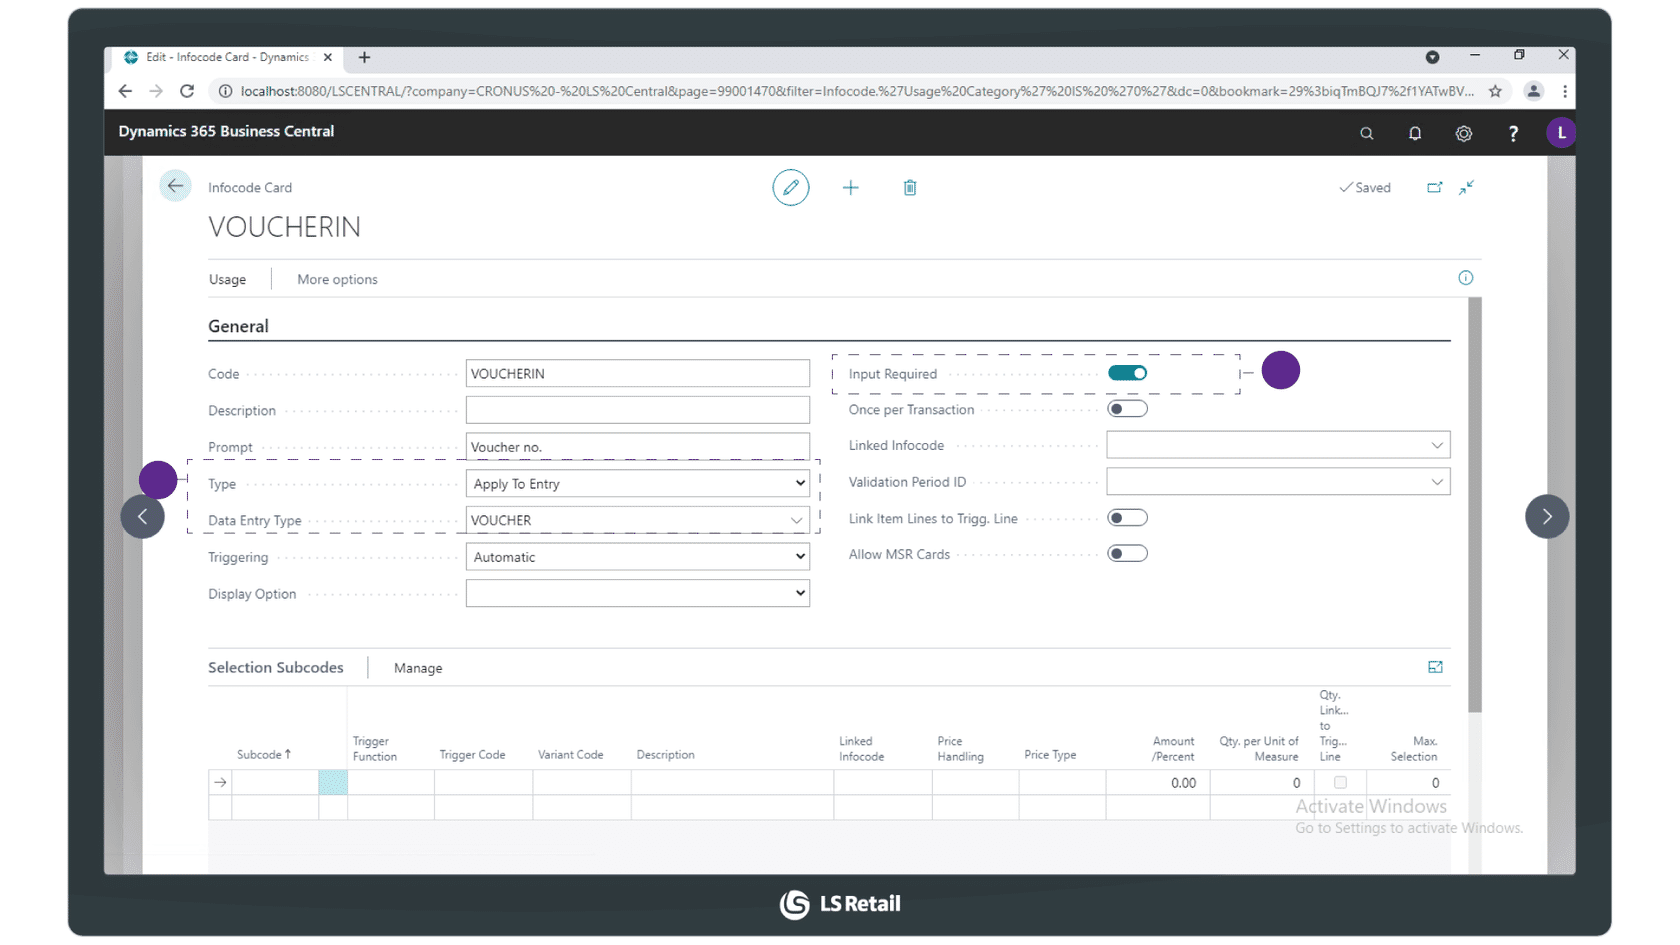 Edit - Infocode Card - Dynamics
localhost:8080/LSCENTRAL/?company=CRONUS%20-%20LS%20Central&page=99001470&filter=Infocode.%27Usage%20Category%27%20IS%20%270%27&dc=0&bookmark=29%3biqTmBQJ7%2f1YATwBV...
Dynamics 365 Business Central
?
L
Infocode Card
Saved
VOUCHERIN
Usage
More options
General
Code
VOUCHERIN
Description
Prompt
Voucher no.
Type
Apply To Entry
Data Entry Type
VOUCHER
Triggering
Automatic
Display Option
Input Required
Once per Transaction
Linked Infocode
Validation Period ID
Link Item Lines to Trigg. Line
Allow MSR Cards
Selection Subcodes
Manage
Subcode↑
Trigger
Function
Trigger Code
Variant Code
Description
Linked
Infocode
Price
Handling
Price Type
Amount
/Percent
Qty. per Unit of
Measure
Qty.
Link...
to
Trig...
Line
Max.
Selection
0.00
0
0
Activate Windows
Go to Settings to activate Windows.
LS Retail